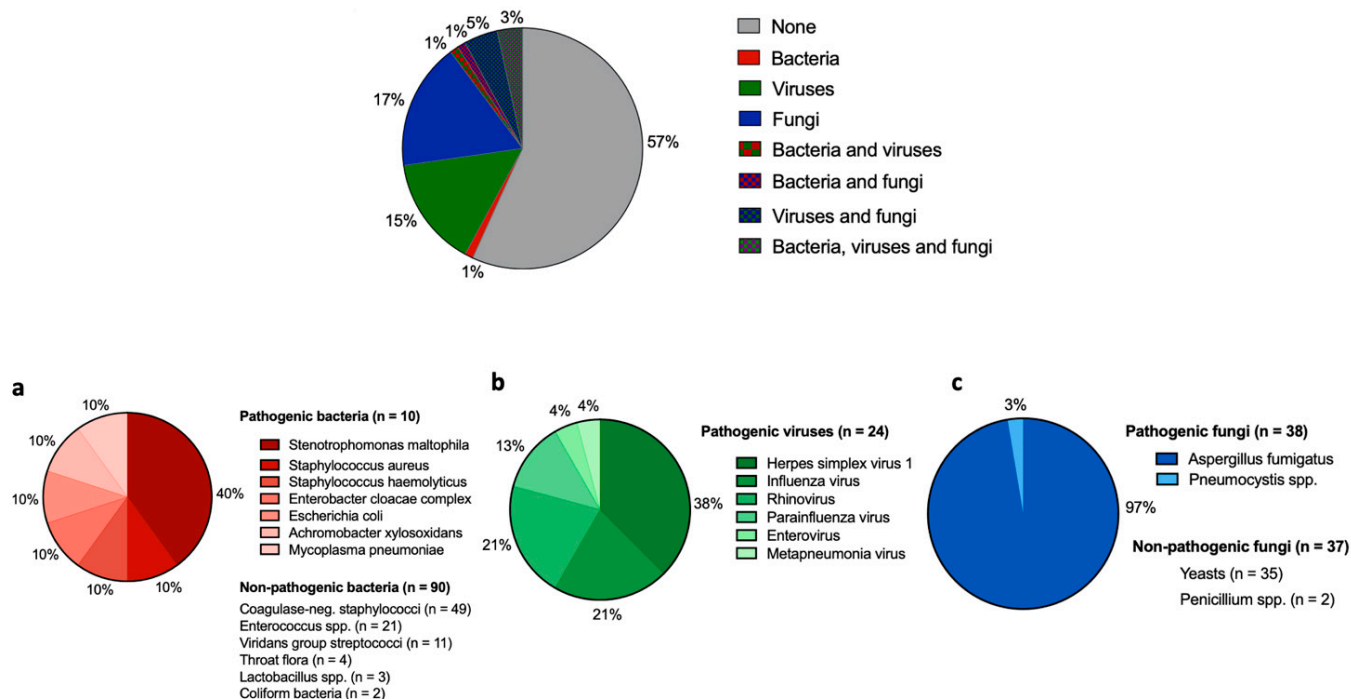 3%
5%
1%
1%
17%
15%
1%
57%
None
Bacteria
Viruses
Fungi
Bacteria and viruses
Bacteria and fungi
Viruses and fungi
Bacteria, viruses and fungi
a
10%
10%
10%
10%
10%
10%
40%
Pathogenic bacteria (n = 10)
Stenotrophomonas maltophila
Staphylococcus aureus
Staphylococcus haemolyticus
Enterobacter cloacae complex
Escherichia coli
Achromobacter xylosoxidans
Mycoplasma pneumoniae
Non-pathogenic bacteria (n = 90)
Coagulase-neg. staphylococci (n = 49)
Enterococcus spp. (n = 21)
Viridans group streptococci (n = 11)
Throat flora (n = 4)
Lactobacillus spp. (n = 3)
Coliform bacteria (n = 2)
b
4%
4%
13%
21%
21%
38%
Pathogenic viruses (n = 24)
Herpes simplex virus 1
Influenza virus
Rhinovirus
Parainfluenza virus
Enterovirus
Metapneumonia virus
c
3%
97%
Pathogenic fungi (n = 38)
Aspergillus fumigatus
Pneumocystis spp.
Non-pathogenic fungi (n = 37)
Yeasts (n = 35)
Penicillium spp. (n = 2)